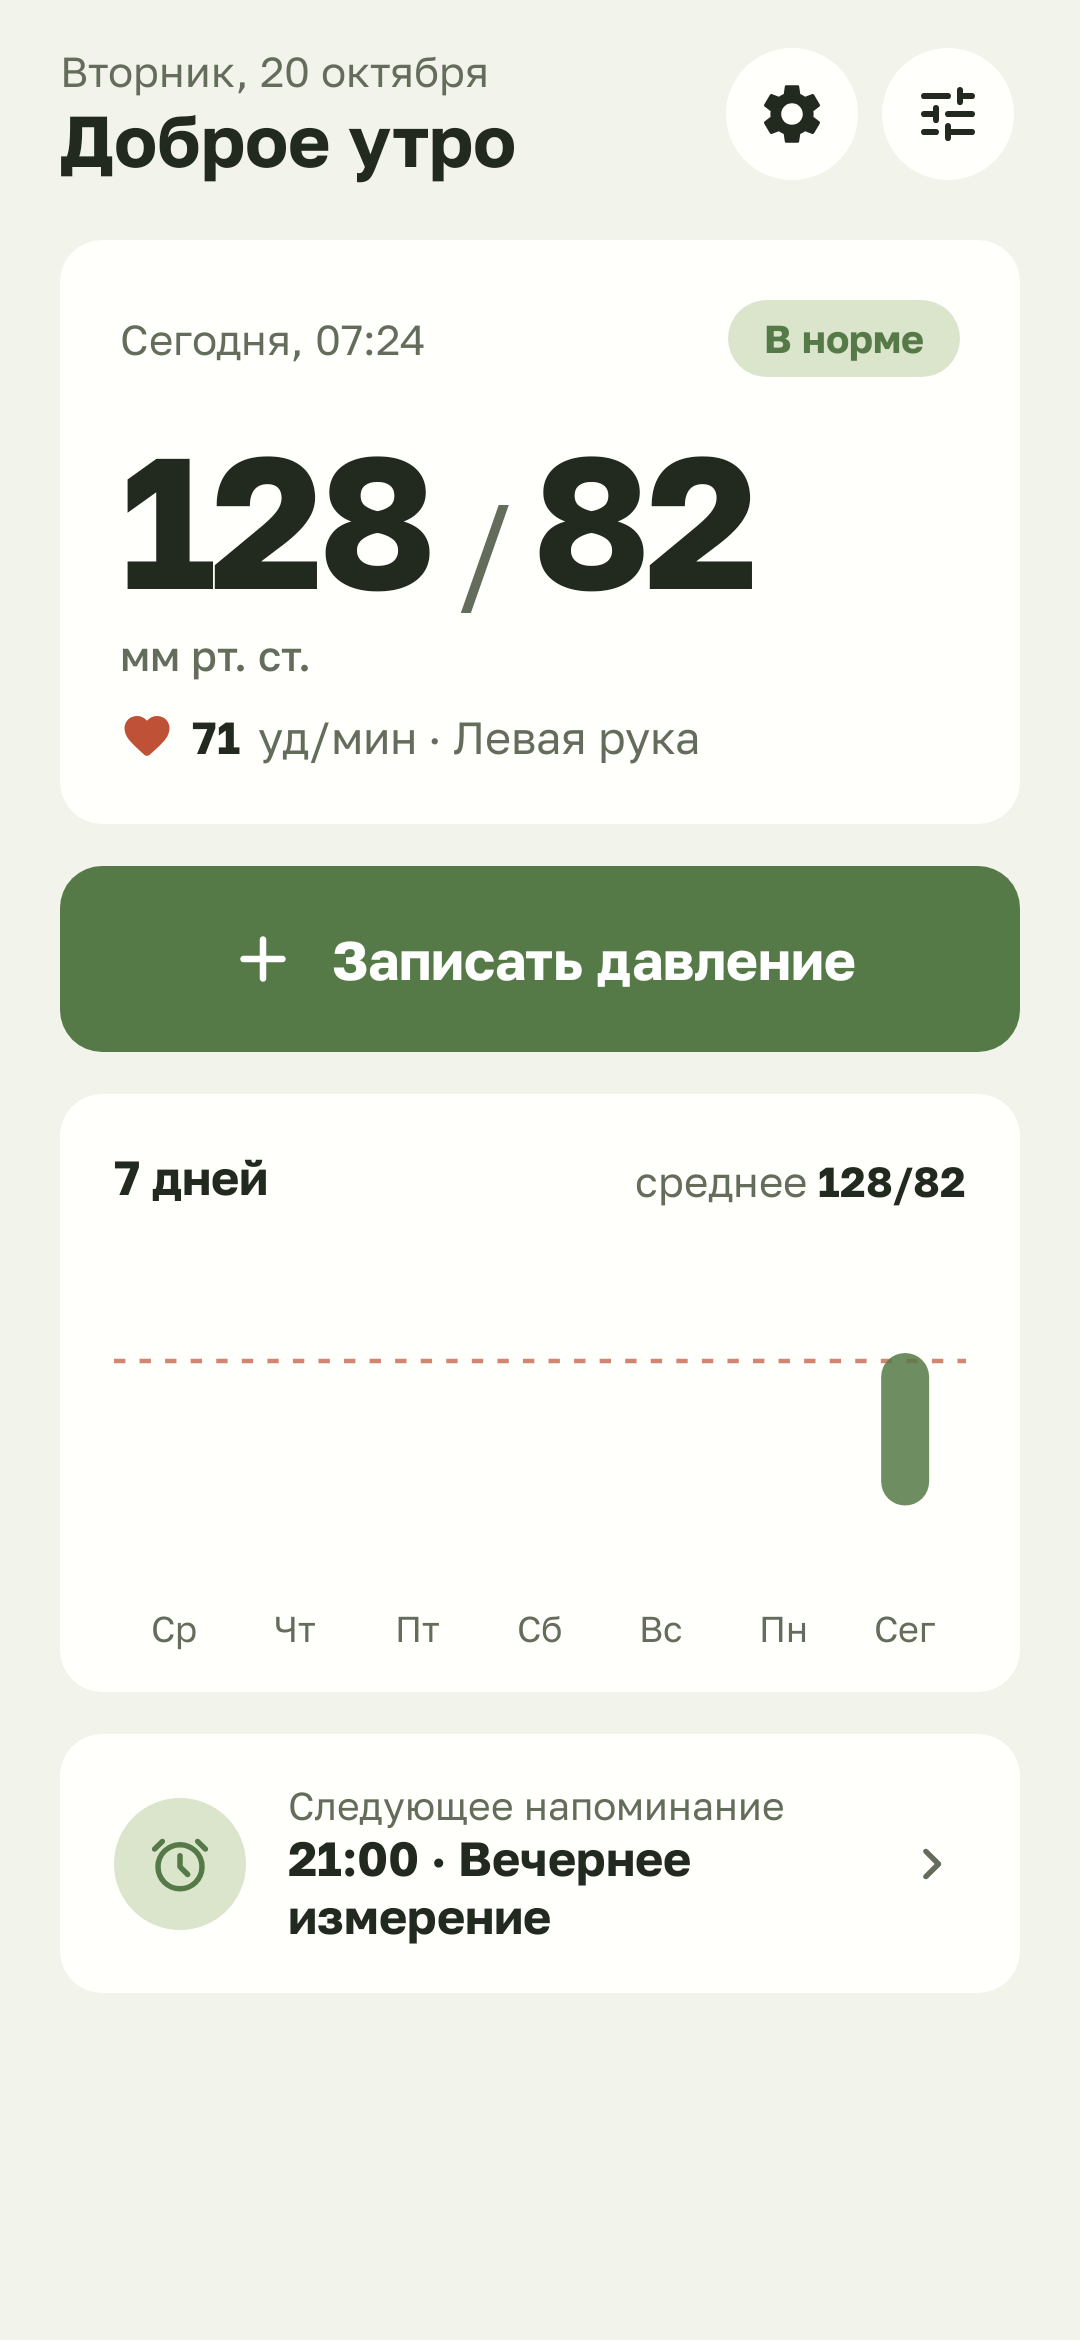 Вторник, 20 октября
Доброе утро
Сегодня, 07:24
В норме
128 / 82
мм рт. ст.
71 уд/мин · Левая рука
Записать давление
7 дней
среднее 128/82
Ср Чт Пт Сб Вс Пн Сег
Следующее напоминание
21:00 · Вечернее
измерение